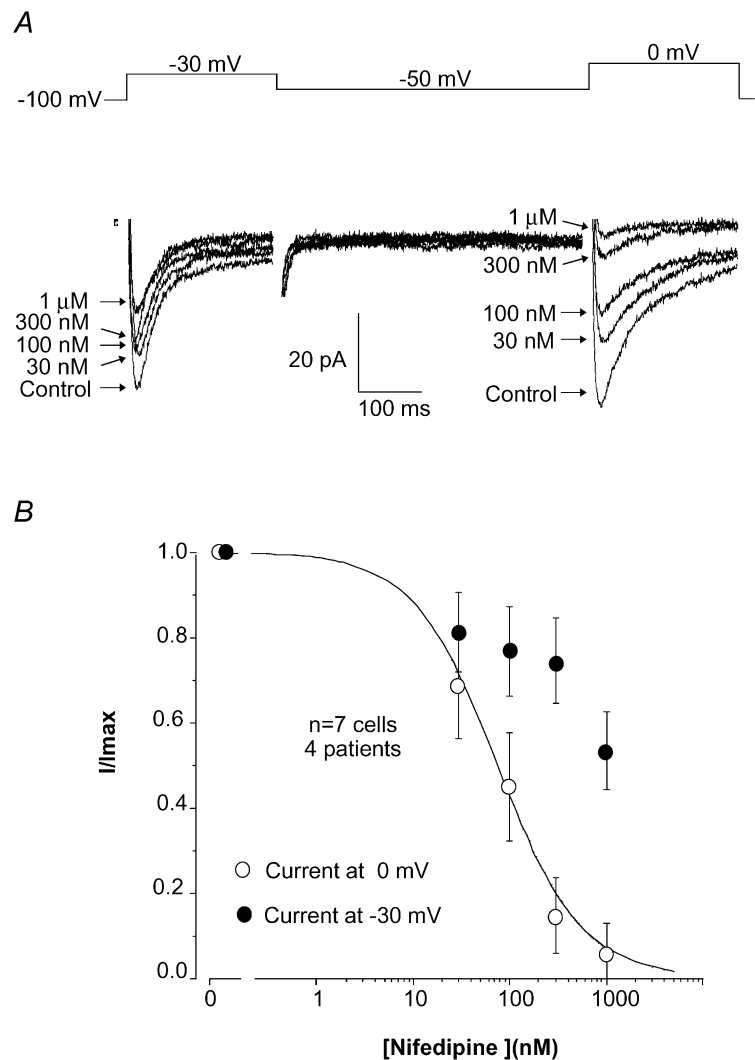 A
-30 mV
0 mV
-50 mV
-100 mV
1 µM
300 nM
100 nM
30 nM
Control
20 pA
100 ms
1 µM
300 nM
100 nM
30 nM
Control
B
1.0
0.8
0.6
0.4
0.2
0.0
I/Imax
n=7 cells
4 patients
Current at 0 mV
Current at -30 mV
0 1 10 100 1000
[Nifedipine ](nM)